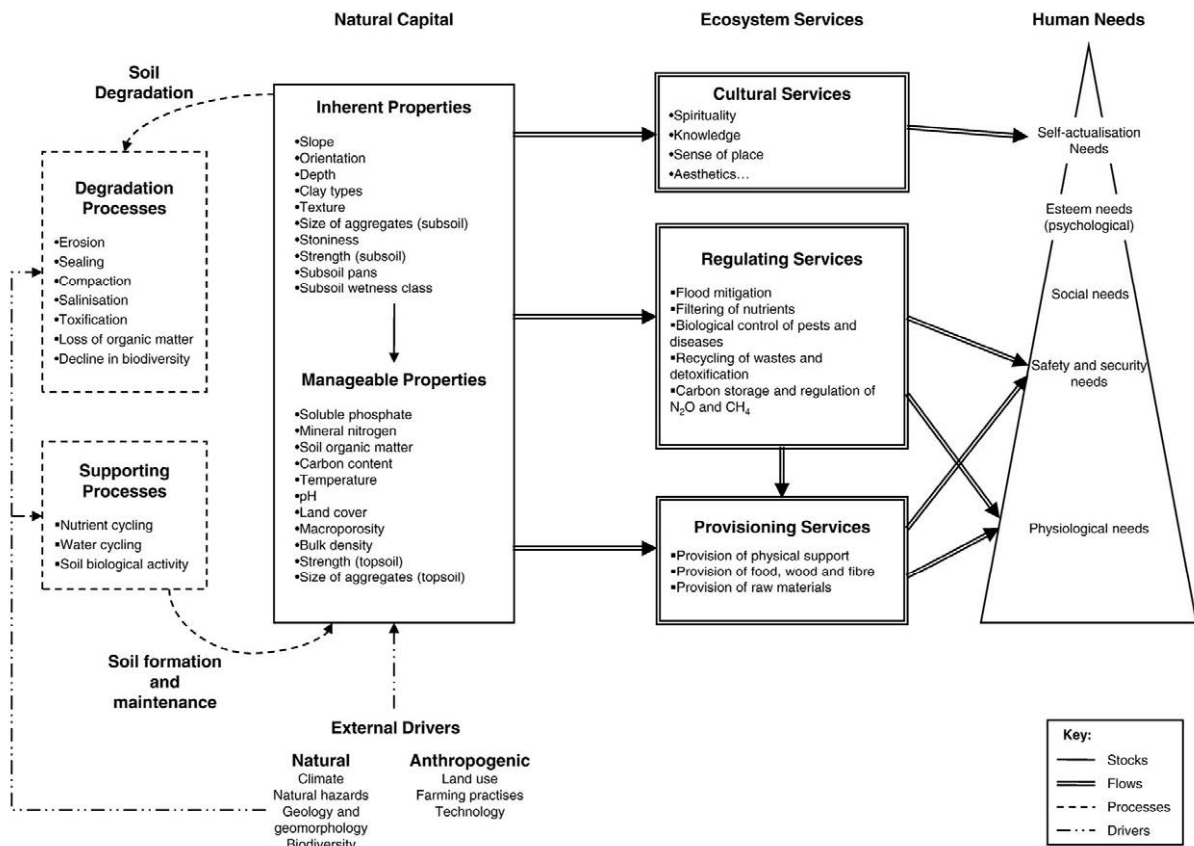 Natural Capital
Ecosystem Services
Human Needs
Soil
Degradation
Degradation
Processes
•Erosion
•Sealing
•Compaction
•Salinisation
•Toxification
•Loss of organic matter
•Decline in biodiversity
Supporting
Processes
▪Nutrient cycling
▪Water cycling
▪Soil biological activity
Soil formation
and
maintenance
Inherent Properties
•Slope
•Orientation
•Depth
•Clay types
•Texture
•Size of aggregates (subsoil)
•Stoniness
•Strength (subsoil)
•Subsoil pans
•Subsoil wetness class
Manageable Properties
•Soluble phosphate
•Mineral nitrogen
•Soil organic matter
•Carbon content
•Temperature
•pH
•Land cover
•Macroporosity
•Bulk density
•Strength (topsoil)
•Size of aggregates (topsoil)
External Drivers
Natural
Climate
Natural hazards
Geology and
geomorphology
Biodiversity
Anthropogenic
Land use
Farming practises
Technology
Cultural Services
•Spirituality
•Knowledge
•Sense of place
•Aesthetics…
Regulating Services
▪Flood mitigation
▪Filtering of nutrients
▪Biological control of pests and
diseases
▪Recycling of wastes and
detoxification
▪Carbon storage and regulation of
N₂O and CH₄
Provisioning Services
▪Provision of physical support
▪Provision of food, wood and fibre
▪Provision of raw materials
Self-actualisation
Needs
Esteem needs
(psychological)
Social needs
Safety and security
needs
Physiological needs
Key:
Stocks
Flows
Processes
Drivers